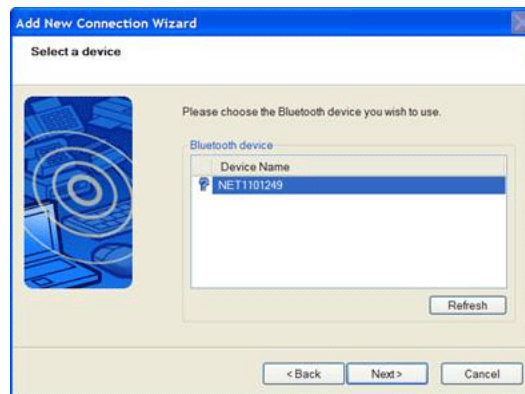 Add New Connection Wizard
Select a device
Please choose the Bluetooth device you wish to use.
Bluetooth device
Device Name
NET1101249
Refresh
< Back Next > Cancel